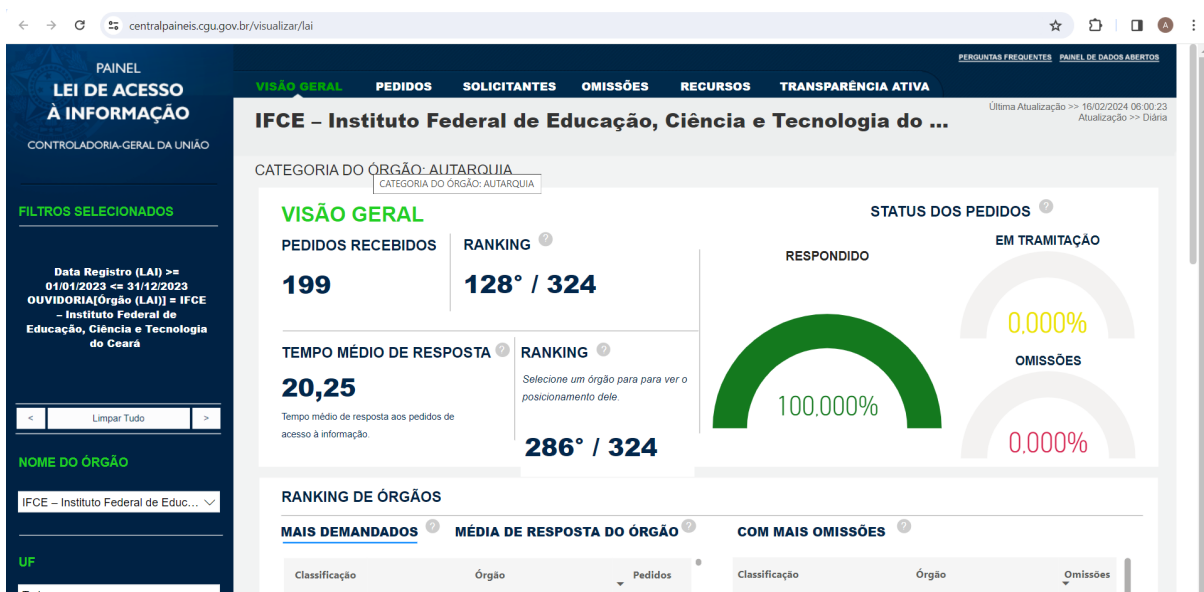 centralpaineis.cgu.gov.br/visualizar/lai
A
PAINEL
LEI DE ACESSO
À INFORMAÇÃO
CONTROLADORIA-GERAL DA UNIÃO
FILTROS SELECIONADOS
Data Registro (LAI) >=
01/01/2023 <= 31/12/2023
OUVIDORIA[Órgão (LAI)] = IFCE
– Instituto Federal de
Educação, Ciência e Tecnologia
do Ceará
< Limpar Tudo >
NOME DO ÓRGÃO
IFCE – Instituto Federal de Educ...
UF
PERGUNTAS FREQUENTES PAINEL DE DADOS ABERTOS
VISÃO GERAL PEDIDOS SOLICITANTES OMISSÕES RECURSOS TRANSPARÊNCIA ATIVA
IFCE – Instituto Federal de Educação, Ciência e Tecnologia do ...
Última Atualização >> 16/02/2024 06:00:23
Atualização >> Diária
CATEGORIA DO ÓRGÃO: AUTARQUIA
CATEGORIA DO ÓRGÃO: AUTARQUIA
VISÃO GERAL
PEDIDOS RECEBIDOS
199
RANKING ?
128° / 324
TEMPO MÉDIO DE RESPOSTA ?
20,25
Tempo médio de resposta aos pedidos de
acesso à informação.
RANKING ?
Selecione um órgão para para ver o
posicionamento dele.
286° / 324
STATUS DOS PEDIDOS ?
RESPONDIDO
100,000%
EM TRAMITAÇÃO
0,000%
OMISSÕES
0,000%
RANKING DE ÓRGÃOS
MAIS DEMANDADOS ? MÉDIA DE RESPOSTA DO ÓRGÃO ? COM MAIS OMISSÕES ?
Classificação Órgão Pedidos
Classificação Órgão Omissões